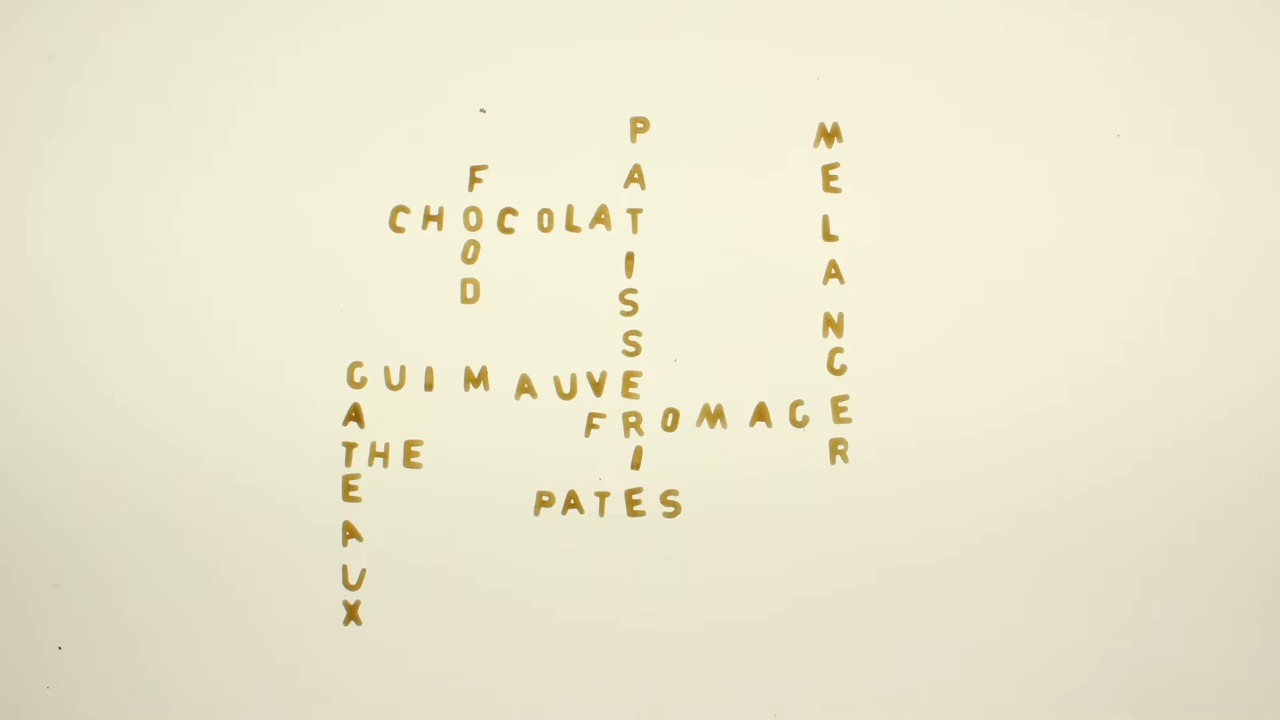 PATISSERIE
MELANGER
FOOD
CHOCOLAT
GUIMAUVE
GATEAUX
FROMAGE
THE
PATES